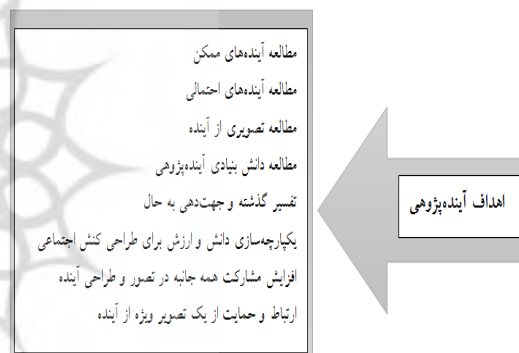 اهداف آینده‌پژوهی
مطالعه آینده‌های ممکن
مطالعه آینده‌های احتمالی
مطالعه تصویری از آینده
مطالعه دانش بنیادی آینده‌پژوهی
تفسیر گذشته و جهت‌دهی به حال
یکپارچه‌سازی دانش و ارزش برای طراحی کنش اجتماعی
افزایش مشارکت همه جانبه در تصور و طراحی آینده
ارتباط و حمایت از یک تصویر ویژه از آینده